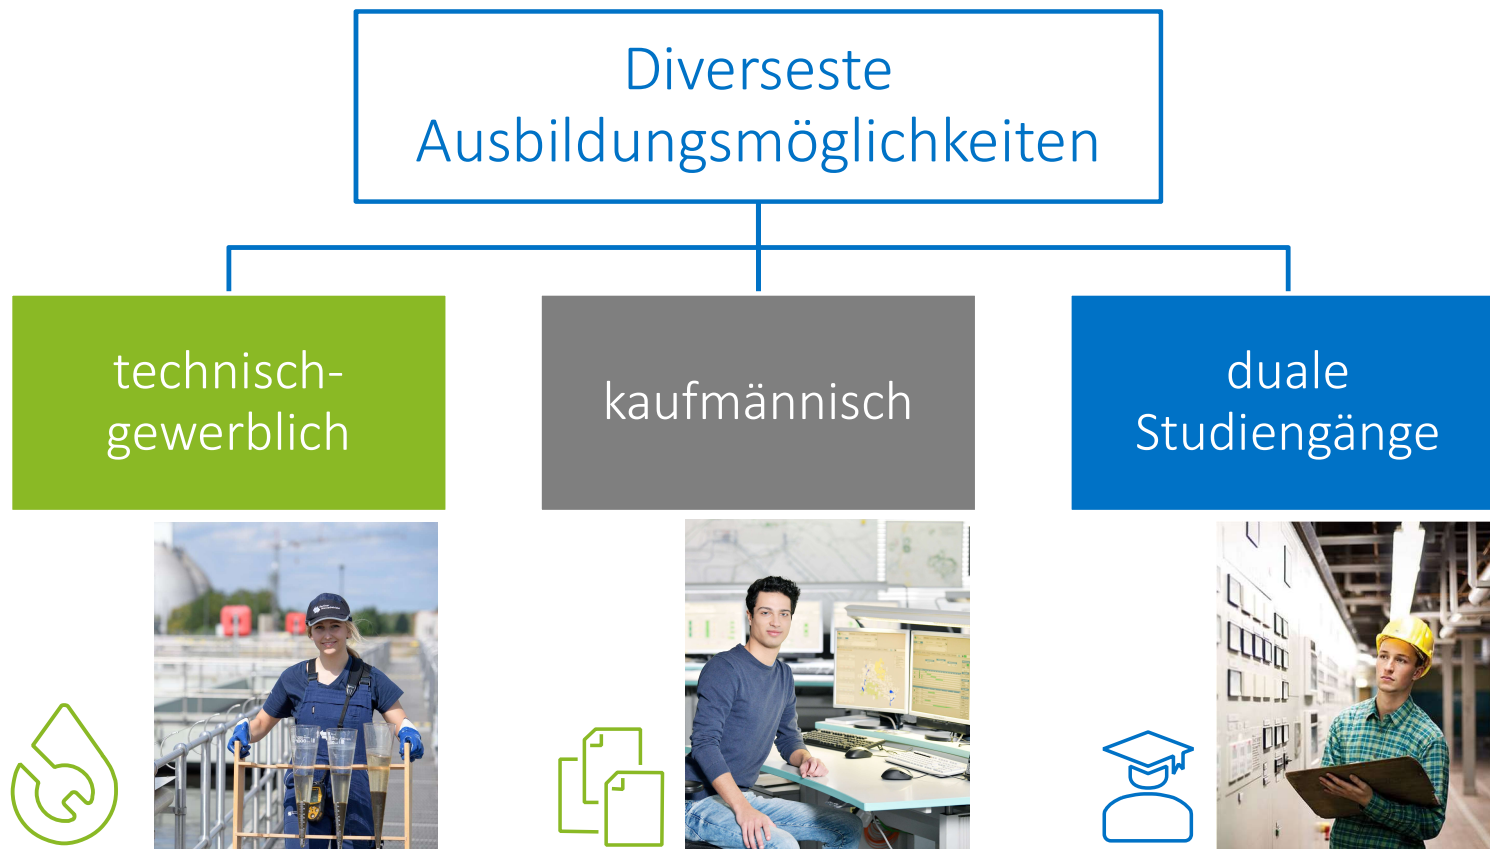 Diverseste
Ausbildungsmöglichkeiten
technisch-
gewerblich
kaufmännisch
duale
Studiengänge